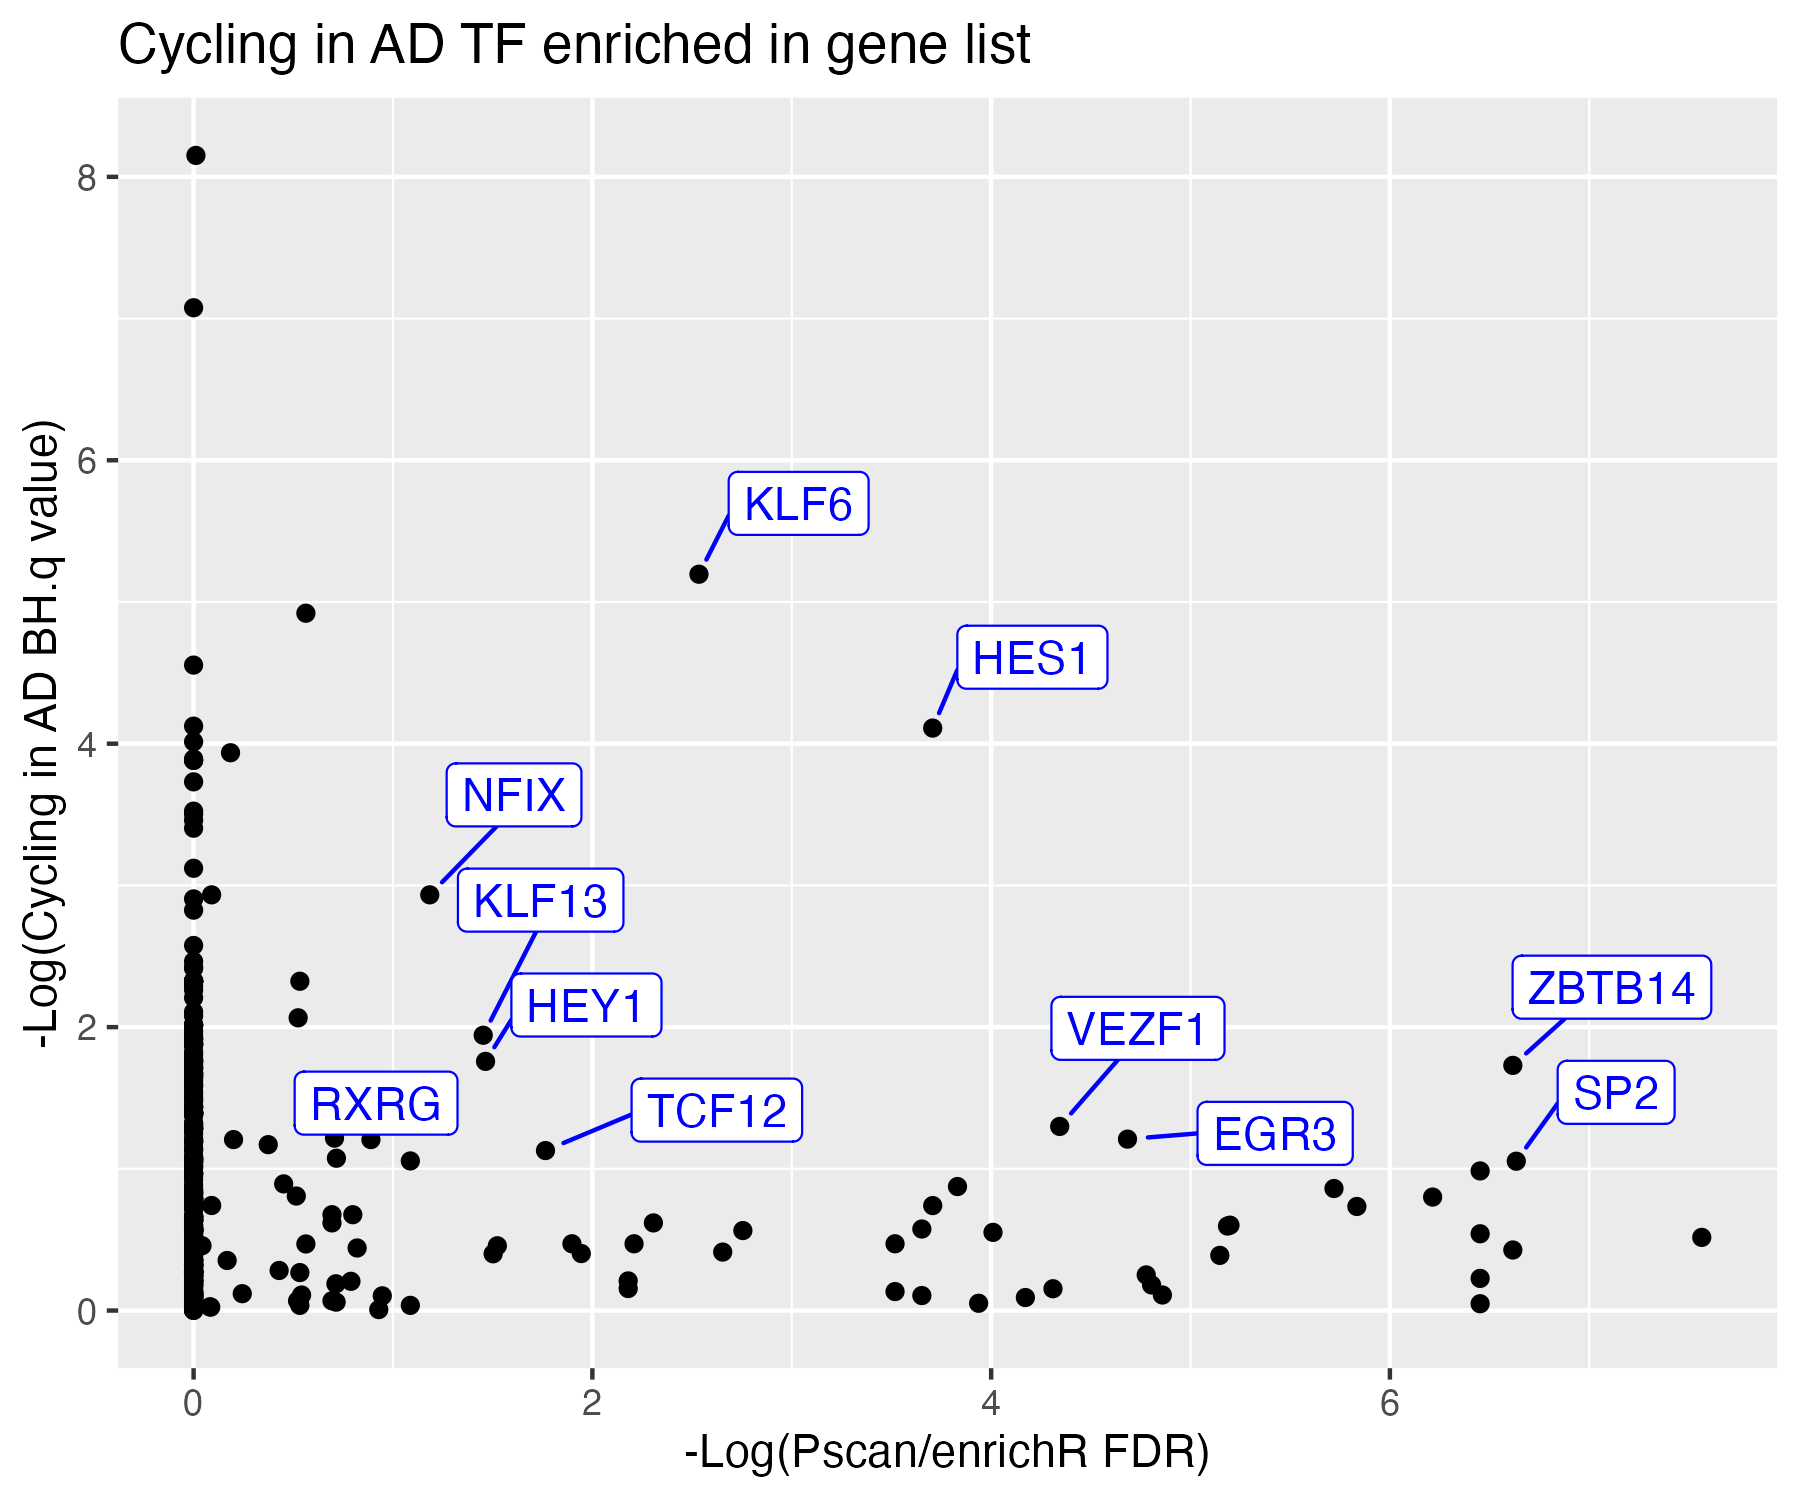 Cycling in AD TF enriched in gene list
-Log(Cycling in AD BH.q value)
8
6
4
2
0
KLF6
HES1
NFIX
KLF13
HEY1
ZBTB14
VEZF1
SP2
RXRG
TCF12
EGR3
0
2
4
6
-Log(Pscan/enrichR FDR)